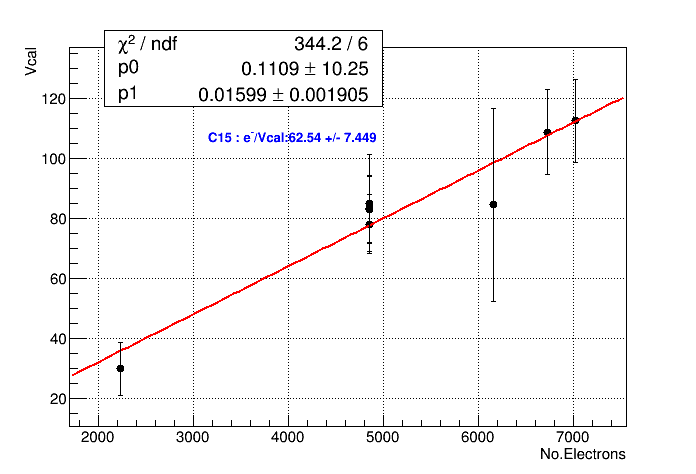 χ² / ndf 344.2 / 6
p0 0.1109 ± 10.25
p1 0.01599 ± 0.001905
Vcal
C15 : e⁻/Vcal:62.54 +/- 7.449
120
100
80
60
40
20
2000 3000 4000 5000 6000 7000
No.Electrons